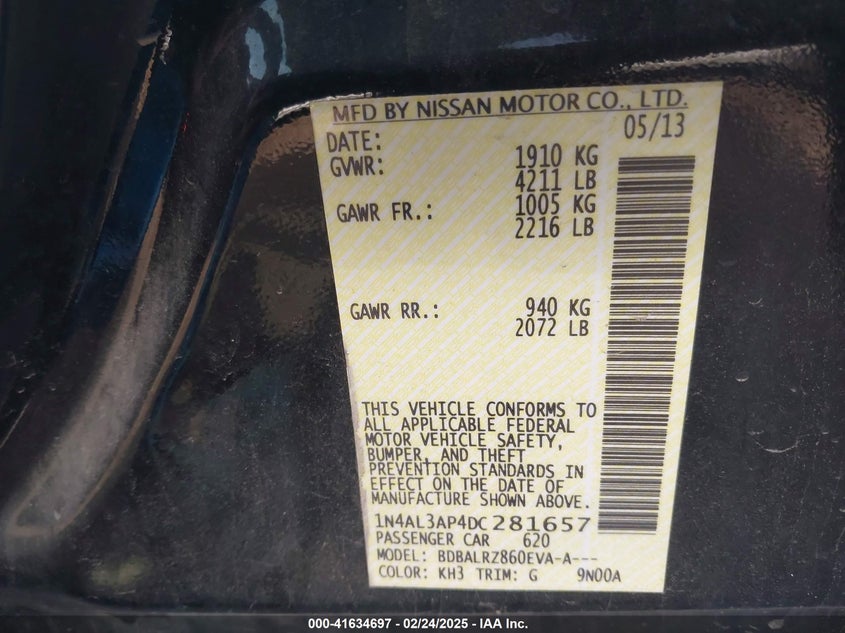 MFD BY NISSAN MOTOR CO., LTD.
DATE: 05/13
GVWR: 1910 KG
4211 LB
GAWR FR.: 1005 KG
2216 LB
GAWR RR.: 940 KG
2072 LB
THIS VEHICLE CONFORMS TO
ALL APPLICABLE FEDERAL
MOTOR VEHICLE SAFETY,
BUMPER, AND THEFT
PREVENTION STANDARDS IN
EFFECT ON THE DATE OF
MANUFACTURE SHOWN ABOVE.
1N4AL3AP4DC281657
PASSENGER CAR 620
MODEL: BDBALRZ860EVA-A---
COLOR: KH3 TRIM: G 9N00A
000-41634697 - 02/24/2025 - IAA Inc.